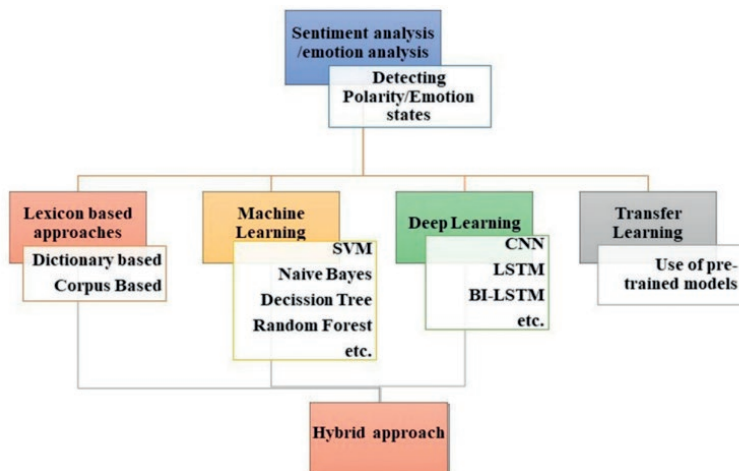 Sentiment analysis
/emotion analysis
Detecting
Polarity/Emotion
states
Lexicon based
approaches
Dictionary based
Corpus Based
Machine
Learning
SVM
Naive Bayes
Decission Tree
Random Forest
etc.
Deep Learning
CNN
LSTM
BI-LSTM
etc.
Transfer
Learning
Use of pre-
trained models
Hybrid approach